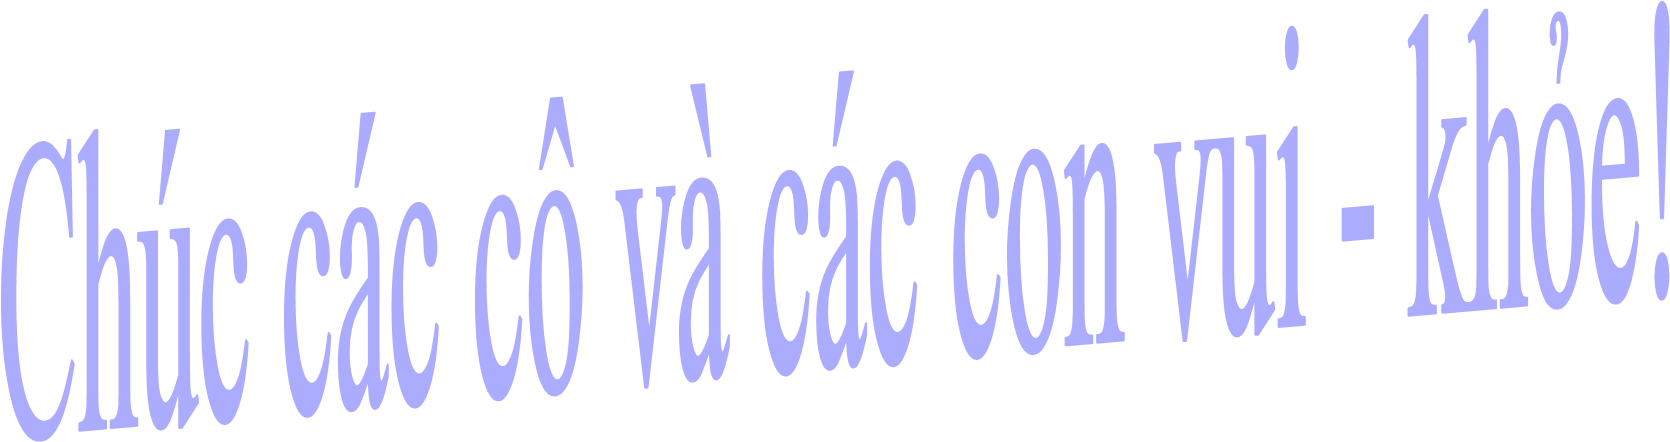 Chúc các cô và các con vui - khỏe!